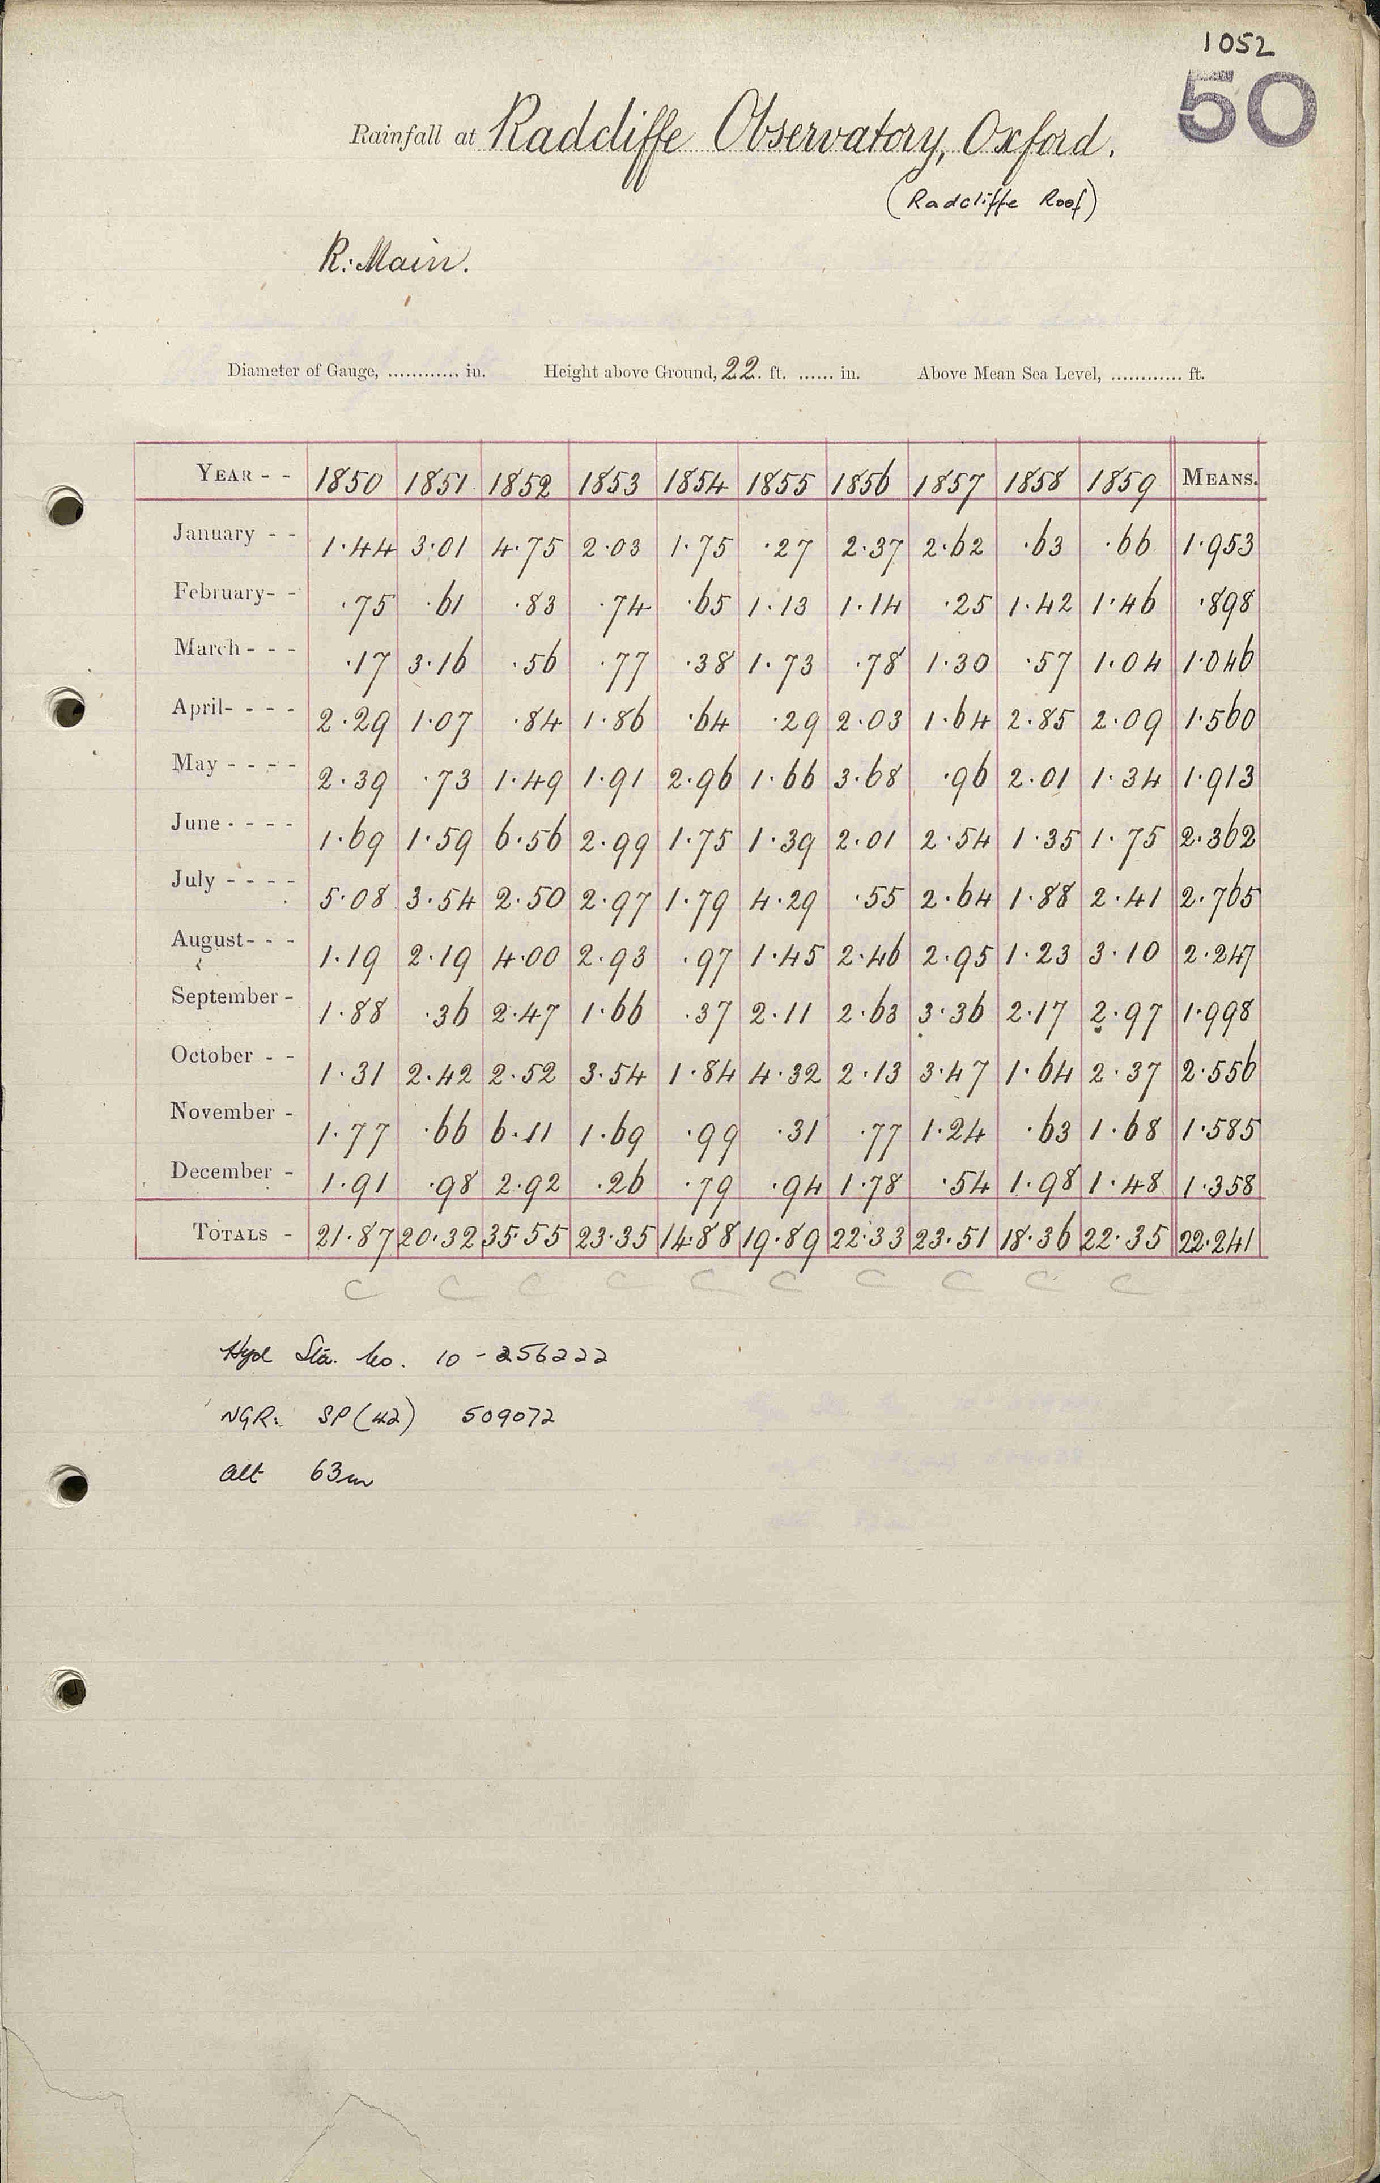 1052
50
Rainfall at Radcliffe Observatory, Oxford.
(Radcliffe Roof)
R. Main.
Diameter of Gauge, ............ in. Height above Ground, 22 ft. ...... in. Above Mean Sea Level, ............ ft.
YEAR - - 1850 1851 1852 1853 1854 1855 1856 1857 1858 1859 MEANS.
January - - 1.44 3.01 4.75 2.03 1.75 .27 2.37 2.62 .63 .66 1.953
February- - .75 .61 .83 .74 .65 1.13 1.14 .25 1.42 1.46 .898
March - - - .17 3.16 .56 .77 .38 1.73 .78 1.30 .57 1.04 1.046
April- - - - 2.29 1.07 .84 1.86 .64 .29 2.03 1.64 2.85 2.09 1.560
May - - - - 2.39 .73 1.49 1.91 2.96 1.66 3.68 .96 2.01 1.34 1.913
June - - - - 1.69 1.59 6.56 2.99 1.75 1.39 2.01 2.54 1.35 1.75 2.362
July - - - - 5.08 3.54 2.50 2.97 1.79 4.29 .55 2.64 1.88 2.41 2.765
August- - - 1.19 2.19 4.00 2.93 .97 1.45 2.46 2.95 1.23 3.10 2.247
September - 1.88 .36 2.47 1.66 .37 2.11 2.63 3.36 2.17 2.97 1.998
October - - 1.31 2.42 2.52 3.54 1.84 4.32 2.13 3.47 1.64 2.37 2.556
November - 1.77 .66 6.11 1.69 .99 .31 .77 1.24 .63 1.68 1.585
December - 1.91 .98 2.92 .26 .79 .94 1.78 .54 1.98 1.48 1.358
TOTALS - 21.87 20.32 35.55 23.35 14.88 19.89 22.33 23.51 18.36 22.35 22.241
C C C C C C C C C C
Hyd Sta. No. 10-256222
NGR: SP (42) 509072
Alt 63m